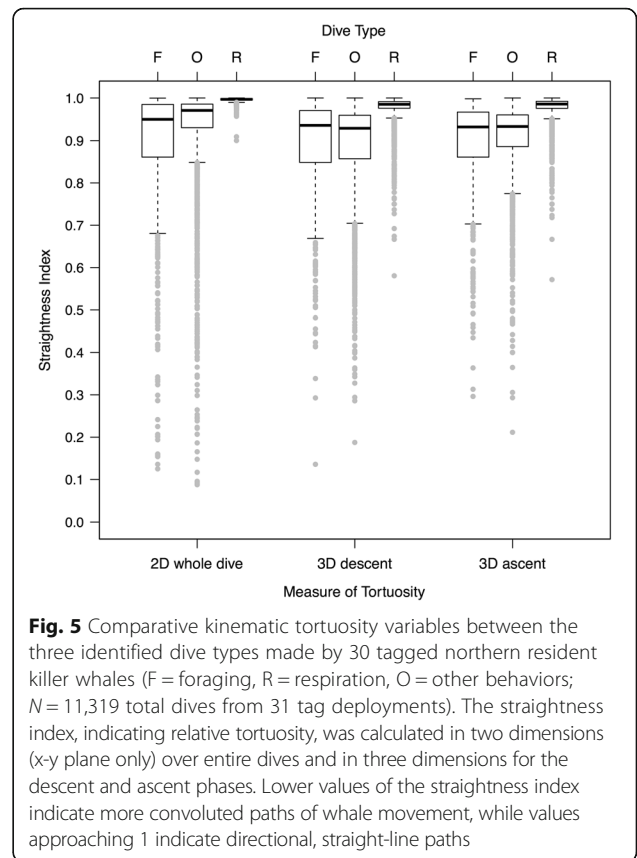 Dive Type
F O R F O R F O R
1.0
0.9
0.8
0.7
0.6
0.5
0.4
0.3
0.2
0.1
0.0
Straightness Index
2D whole dive 3D descent 3D ascent
Measure of Tortuosity
Fig. 5 Comparative kinematic tortuosity variables between the
three identified dive types made by 30 tagged northern resident
killer whales (F = foraging, R = respiration, O = other behaviors;
N = 11,319 total dives from 31 tag deployments). The straightness
index, indicating relative tortuosity, was calculated in two dimensions
(x-y plane only) over entire dives and in three dimensions for the
descent and ascent phases. Lower values of the straightness index
indicate more convoluted paths of whale movement, while values
approaching 1 indicate directional, straight-line paths